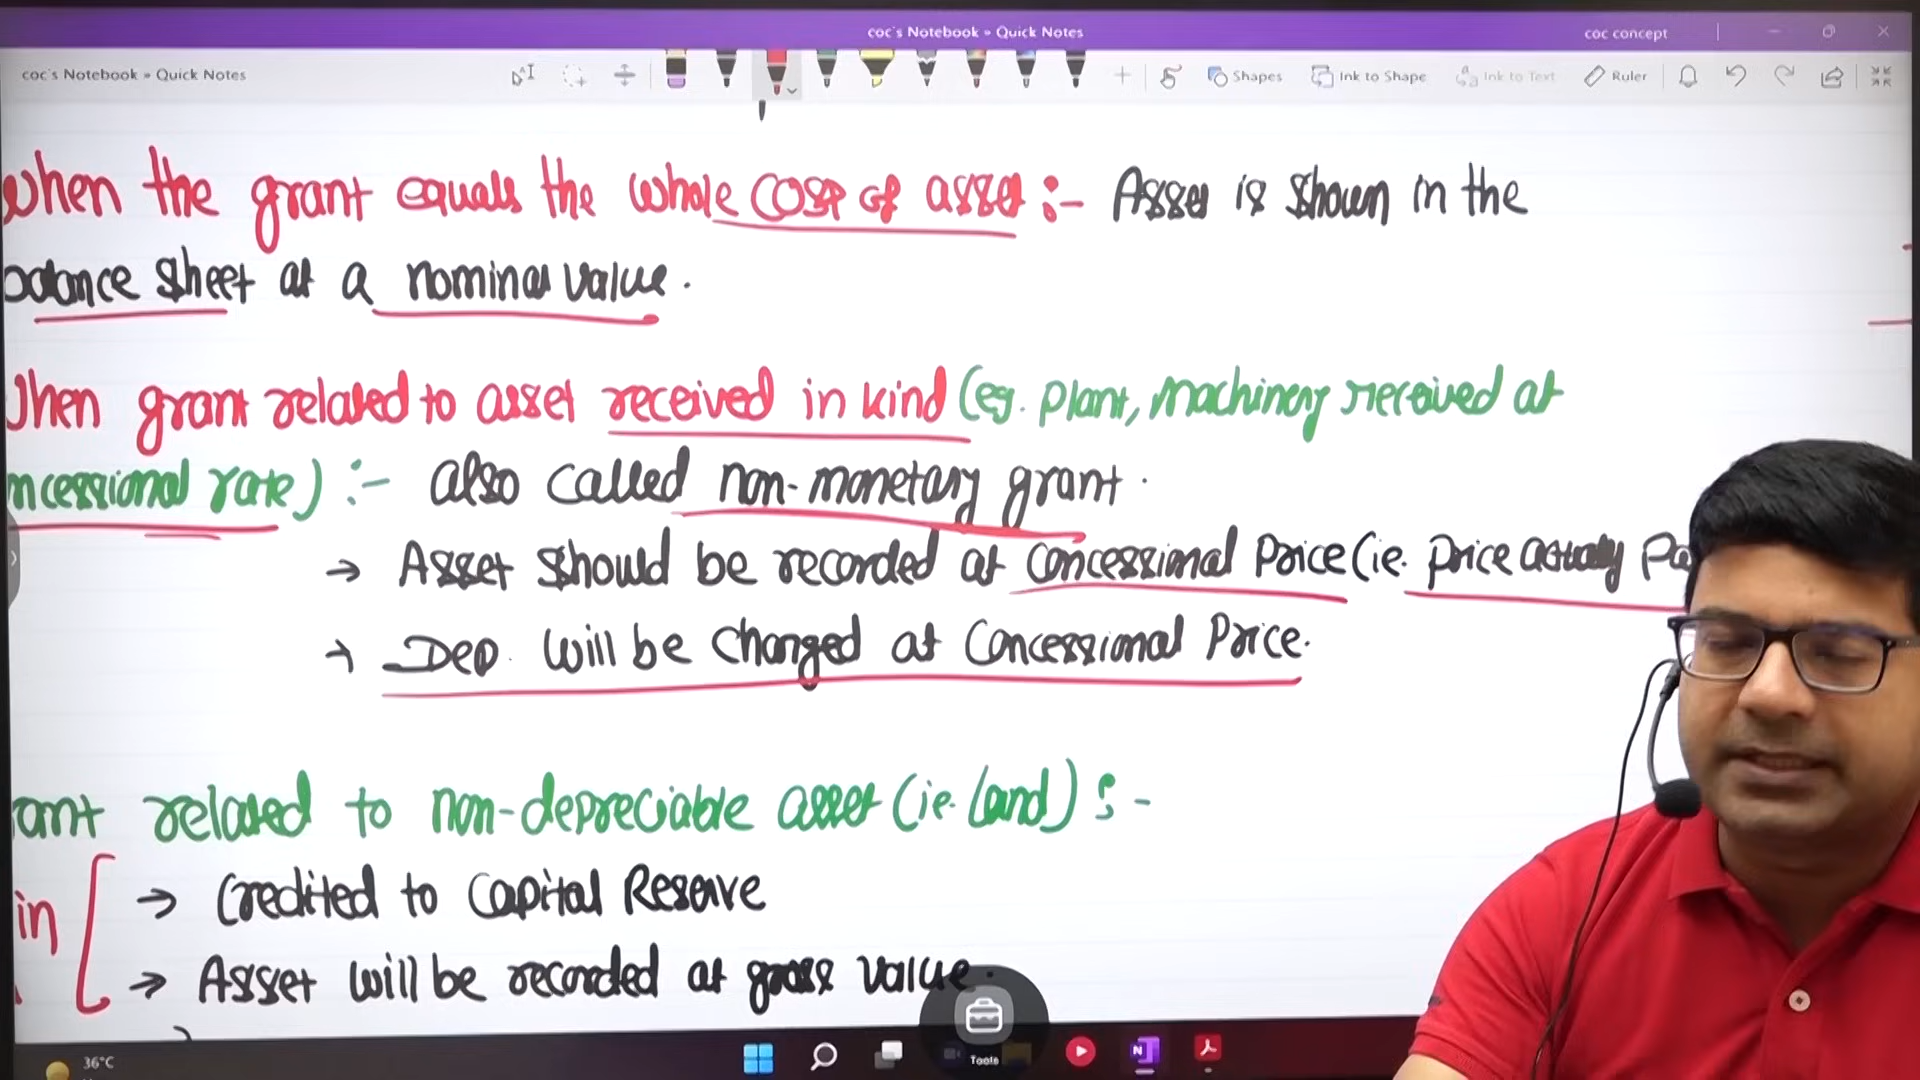 coc's Notebook » Quick Notes
coc concept
coc's Notebook » Quick Notes
Shapes
Ink to Shape
Ink to Text
Ruler
When the grant equals the whole cost of asset :- Asset is shown in the
balance sheet at a nominal value.
When grant related to asset received in kind (eg. Plant, Machinery received at
ncessional rate) :- also called non-monetary grant.
→ Asset should be recorded at Concessional Price (ie. Price actually Pa
→ Dep. will be changed at Concessional Price.
ant related to non-depreciable asset (ie. Land) :-
in
→ Credited to Capital Reserve
→ Asset will be recorded at gross value.
Tools
36°C